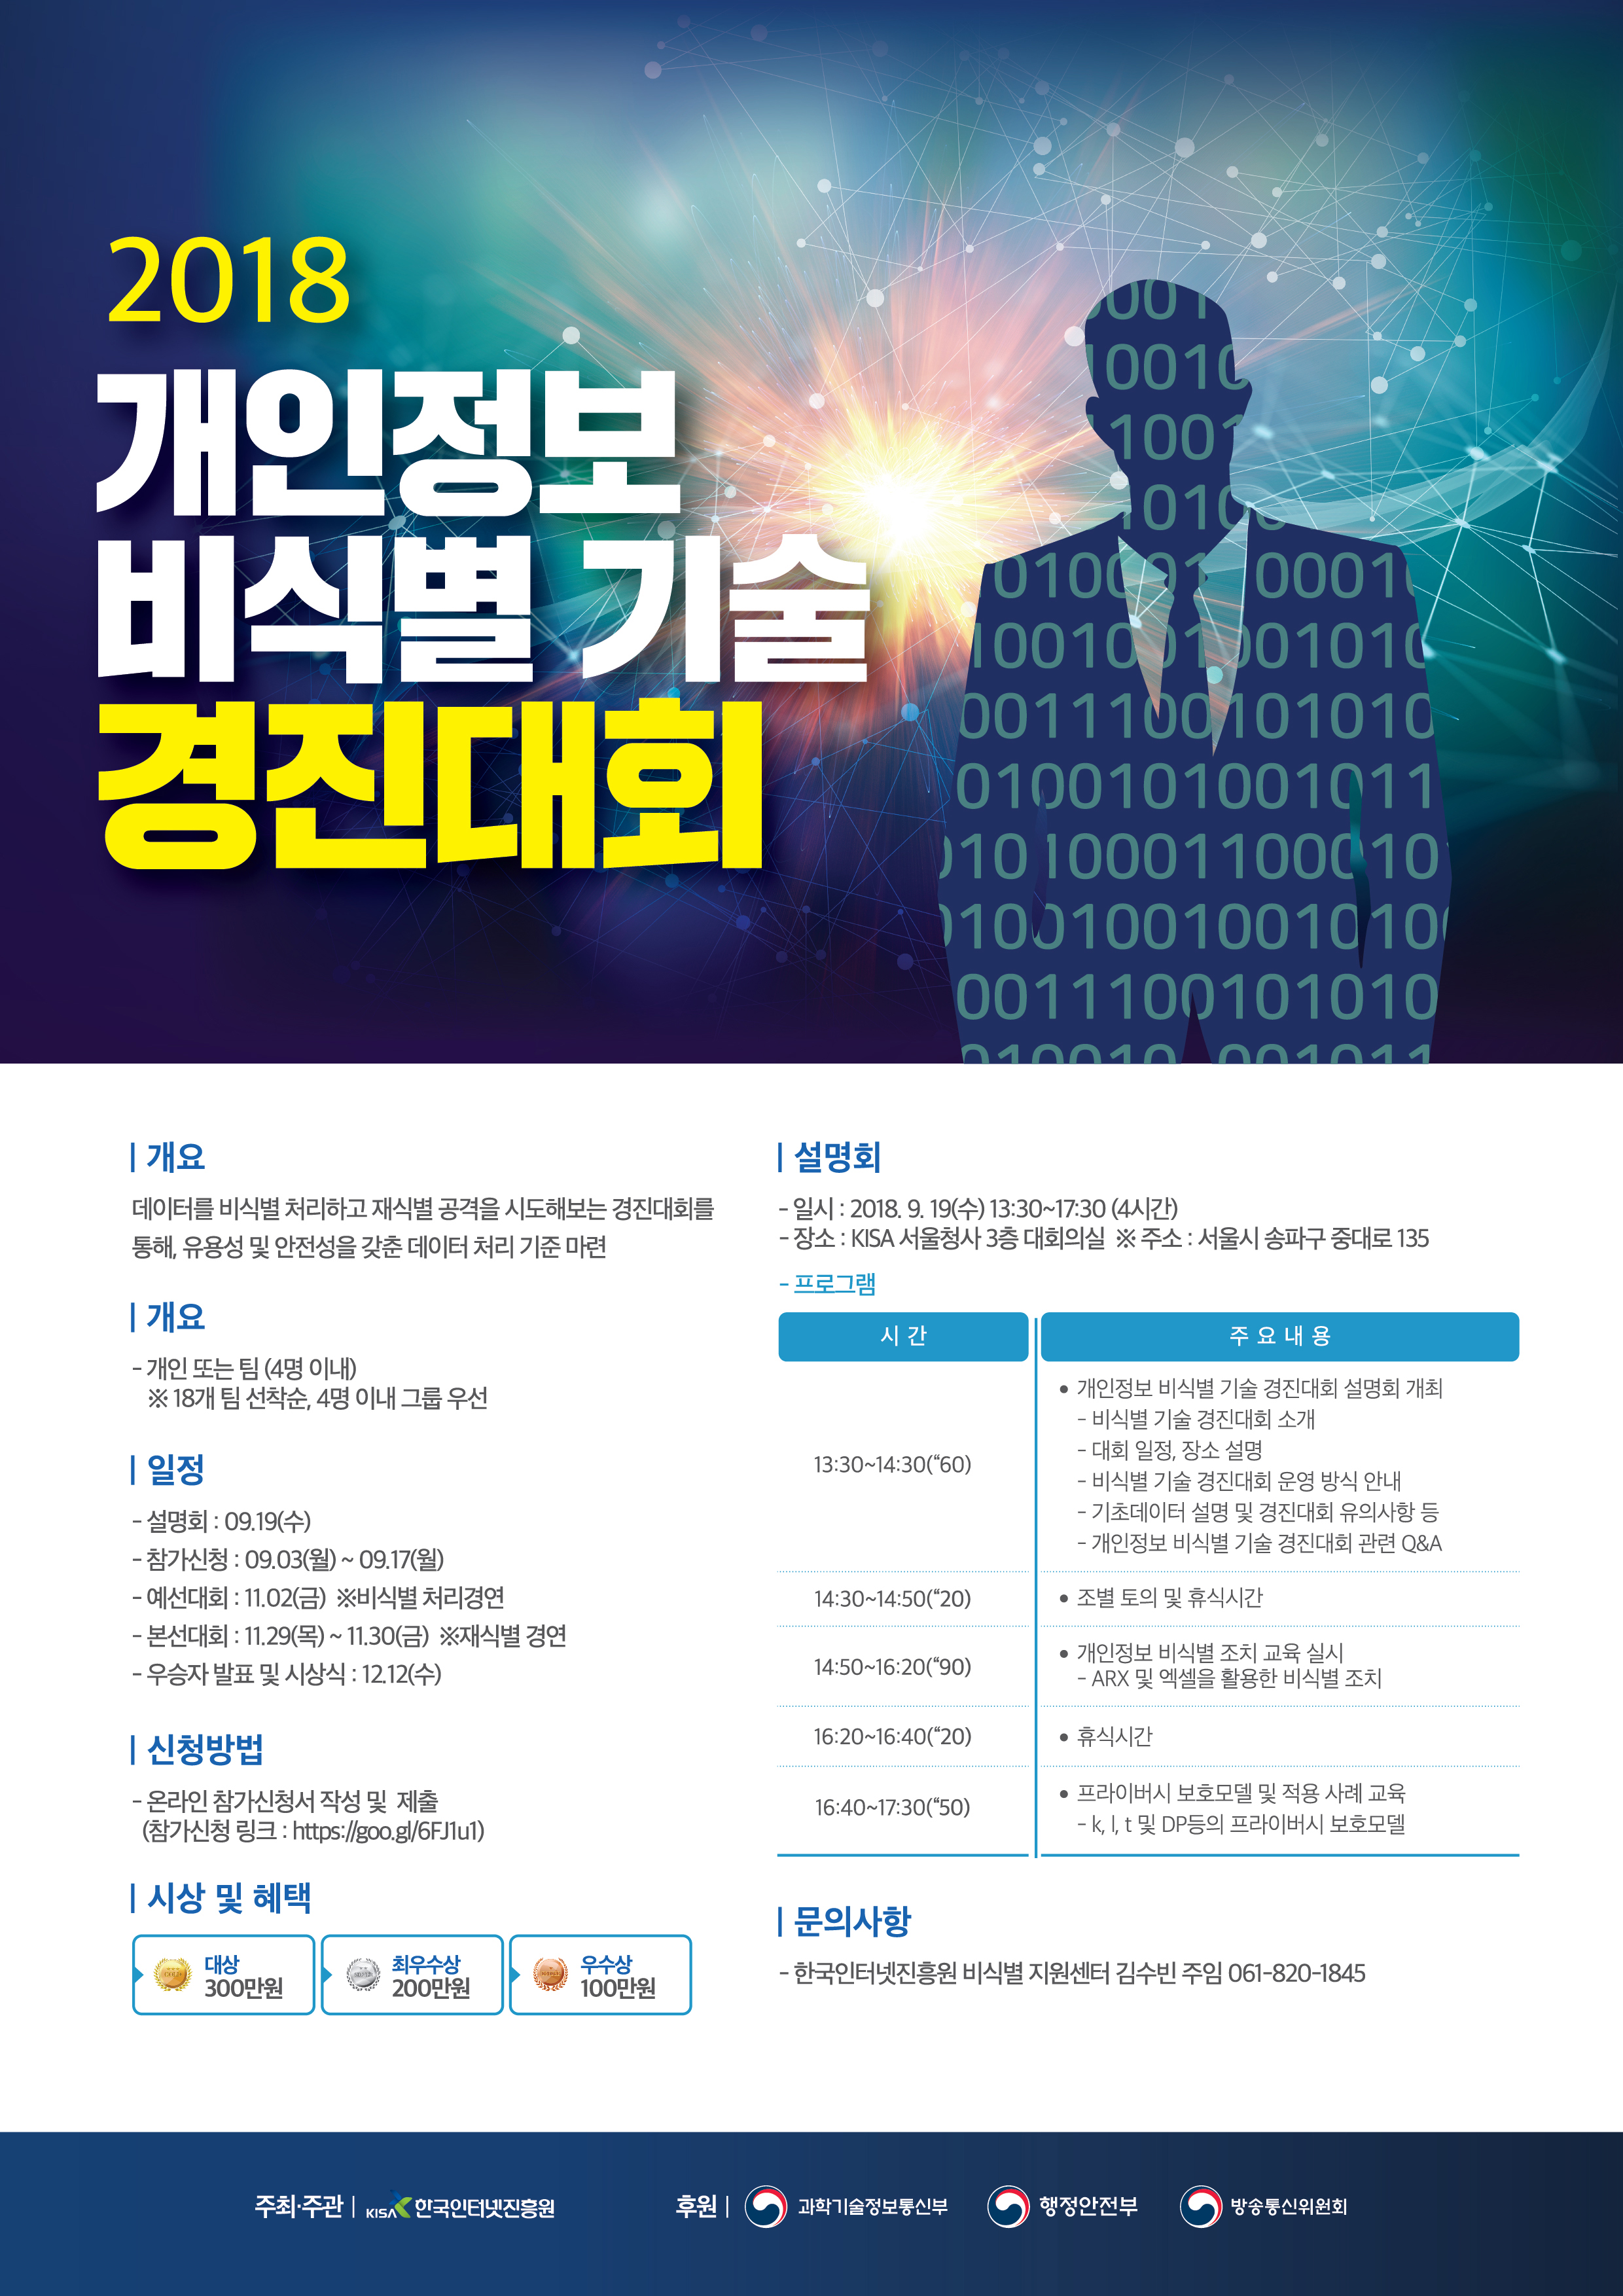 2018
개인정보
비식별 기술
경진대회
001
10010
1100
1010
00111100101010
| 개요
데이터를 비식별 처리하고 재식별 공격을 시도해보는 경진대회를
통해, 유용성 및 안전성을 갖춘 데이터 처리 기준 마련
| 개요
- 개인 또는 팀 (4명 이내)
※ 18개 팀 선착순, 4명 이내 그룹 우선
| 일정
- 설명회 : 09.19(수)
- 참가신청 : 09.03(월) ~ 09.17(월)
- 예선대회 : 11.02(금) ※비식별 처리경연
- 본선대회 : 11.29(목) ~ 11.30(금) ※재식별 경연
- 우승자 발표 및 시상식 : 12.12(수)
| 신청방법
- 온라인 참가신청서 작성 및 제출
(참가신청 링크 : https://goo.gl/6FJ1u1)
| 시상 및 혜택
대상
300만원
최우수상
200만원
우수상
100만원
| 설명회
- 일시 : 2018. 9. 19(수) 13:30~17:30 (4시간)
- 장소 : KISA 서울청사 3층 대회의실 ※ 주소 : 서울시 송파구 중대로 135
- 프로그램
시 간 주 요 내 용
13:30~14:30(“60)
• 개인정보 비식별 기술 경진대회 설명회 개최
- 비식별 기술 경진대회 소개
- 대회 일정, 장소 설명
- 비식별 기술 경진대회 운영 방식 안내
- 기초데이터 설명 및 경진대회 유의사항 등
- 개인정보 비식별 기술 경진대회 관련 Q&A
14:30~14:50(“20) • 조별 토의 및 휴식시간
14:50~16:20(“90)
• 개인정보 비식별 조치 교육 실시
- ARX 및 엑셀을 활용한 비식별 조치
16:20~16:40(“20) • 휴식시간
16:40~17:30(“50)
• 프라이버시 보호모델 및 적용 사례 교육
- k, l, t 및 DP등의 프라이버시 보호모델
| 문의사항
- 한국인터넷진흥원 비식별 지원센터 김수빈 주임 061-820-1845
주최·주관 | KISA 한국인터넷진흥원 후원 | 과학기술정보통신부 행정안전부 방송통신위원회